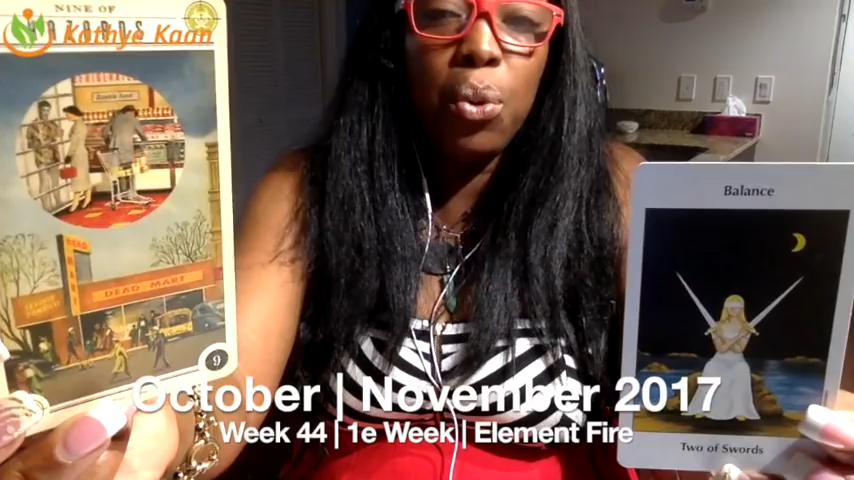 NINE OF
HAZARDS
Kathye Kaan
DEAD MART
9
Balance
Two of Swords
October | November 2017
Week 44 | 1e Week | Element Fire